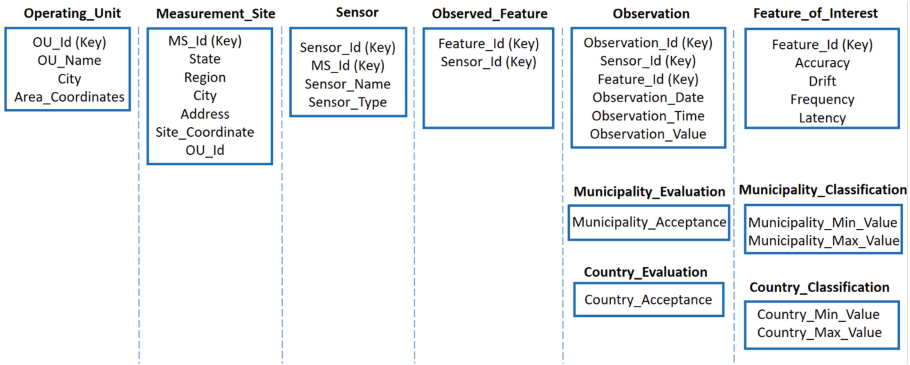 Operating_Unit
OU_Id (Key)
OU_Name
City
Area_Coordinates
Measurement_Site
MS_Id (Key)
State
Region
City
Address
Site_Coordinate
OU_Id
Sensor
Sensor_Id (Key)
MS_Id (Key)
Sensor_Name
Sensor_Type
Observed_Feature
Feature_Id (Key)
Sensor_Id (Key)
Observation
Observation_Id (Key)
Sensor_Id (Key)
Feature_Id (Key)
Observation_Date
Observation_Time
Observation_Value
Municipality_Evaluation
Municipality_Acceptance
Country_Evaluation
Country_Acceptance
Feature_of_Interest
Feature_Id (Key)
Accuracy
Drift
Frequency
Latency
Municipality_Classification
Municipality_Min_Value
Municipality_Max_Value
Country_Classification
Country_Min_Value
Country_Max_Value